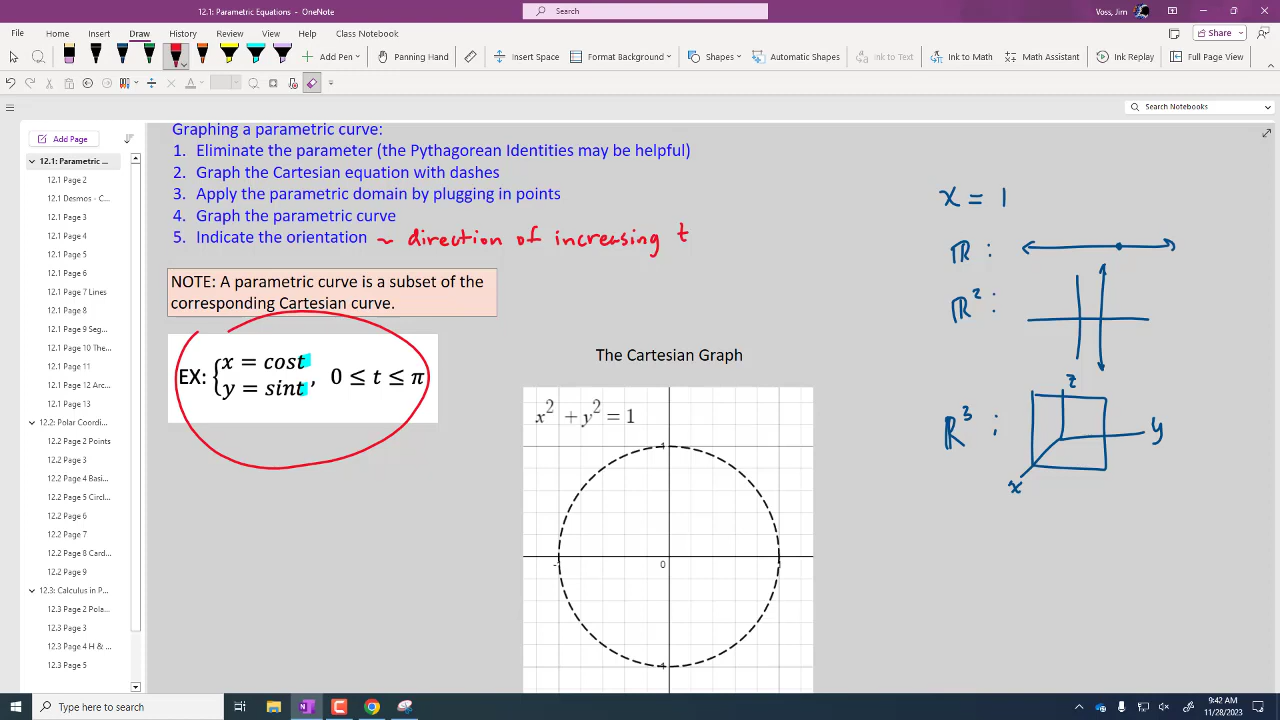 12.1: Parametric Equations - OneNote
Search
Voss, Jim
File
Home
Insert
Draw
History
Review
View
Help
Class Notebook
Share
Add Pen
Panning Hand
Insert Space
Format Background
Shapes
Automatic Shapes
Ink to Text
Ink to Shape
Ink to Math
Math Assistant
Ink Replay
Full Page View
Search Notebooks
Add Page
12.1: Parametric ...
12.1 Page 2
12.1 Desmos - C...
12.1 Page 3
12.1 Page 4
12.1 Page 5
12.1 Page 6
12.1 Page 7 Lines
12.1 Page 8
12.1 Page 9 Seg...
12.1 Page 10 The...
12.1 Page 11
12.1 Page 12 Arc...
12.1 Page 13
12.2: Polar Coordi...
12.2 Page 2 Points
12.2 Page 3
12.2 Page 4 Basi...
12.2 Page 5 Circl...
12.2 Page 6
12.2 Page 7
12.2 Page 8 Card...
12.2 Page 9
12.3: Calculus in P...
12.3 Page 2 Pola...
12.3 Page 3
12.3 Page 4 H & ...
12.3 Page 5
Graphing a parametric curve:
1. Eliminate the parameter (the Pythagorean Identities may be helpful)
2. Graph the Cartesian equation with dashes
3. Apply the parametric domain by plugging in points
4. Graph the parametric curve
5. Indicate the orientation ~ direction of increasing t
NOTE: A parametric curve is a subset of the
corresponding Cartesian curve.
EX: { x = cost
y = sint , 0 ≤ t ≤ π
The Cartesian Graph
x² + y² = 1
0
x = 1
ℝ :
ℝ² :
ℝ³ :
z
y
x
Type here to search
9:42 AM
11/28/2023